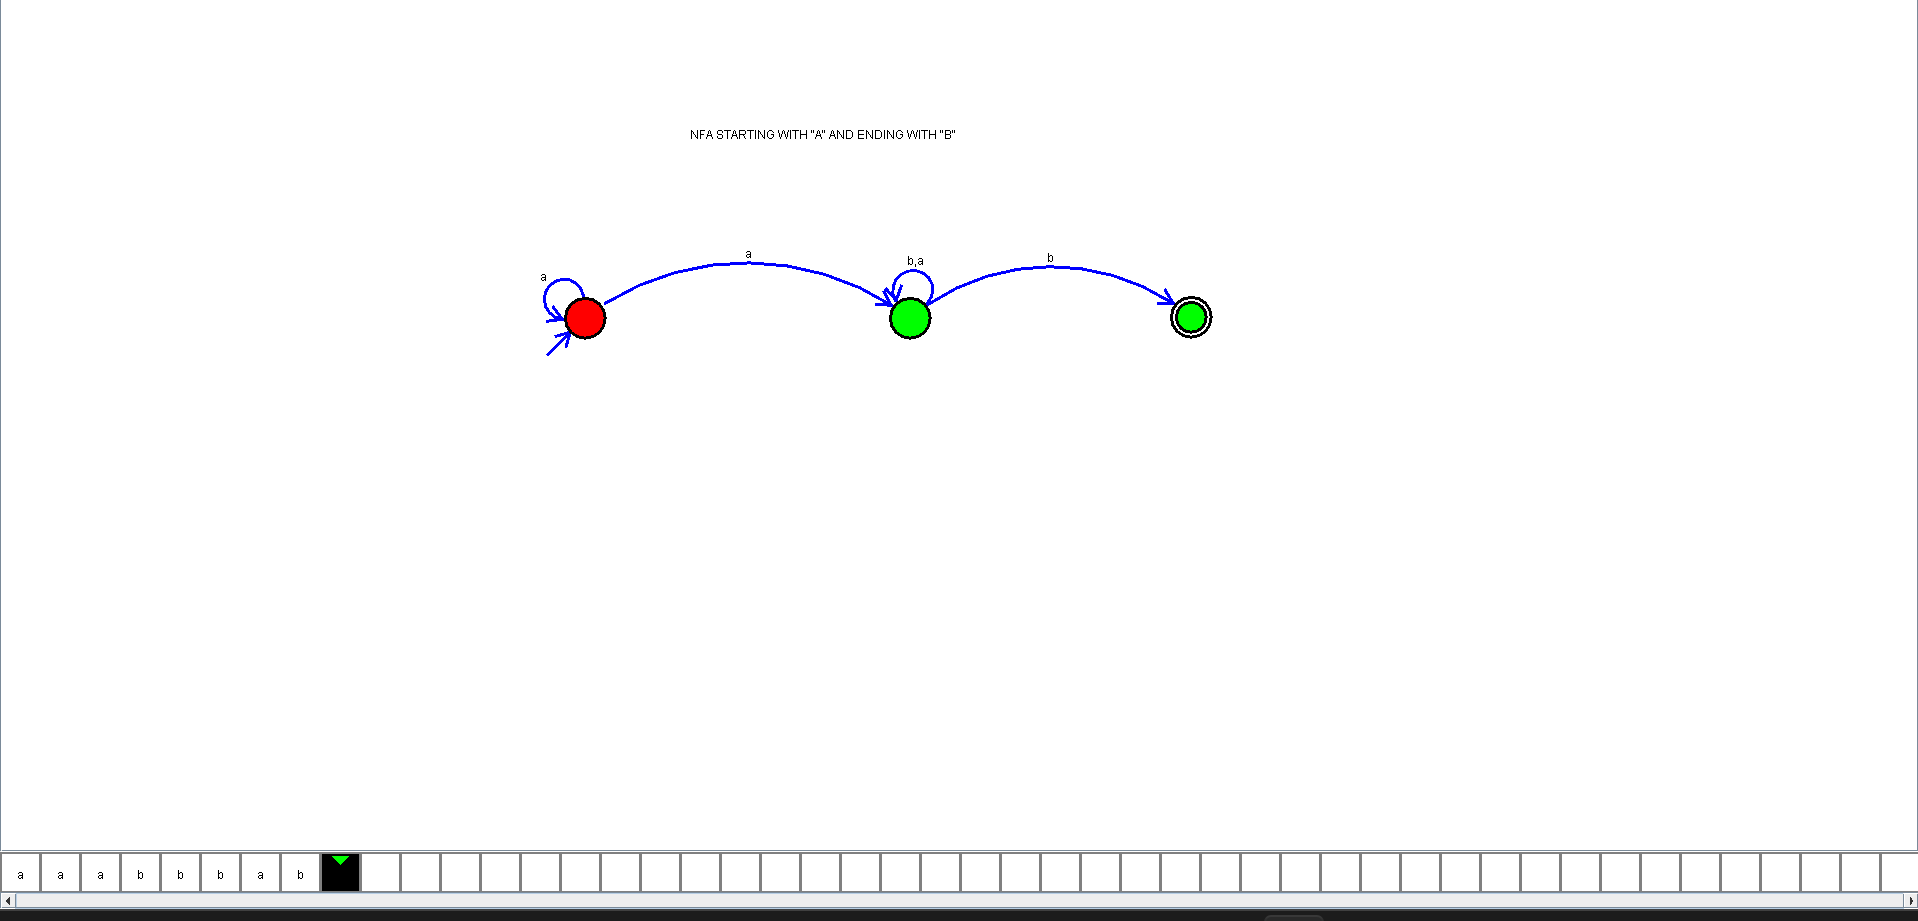 NFA STARTING WITH "A" AND ENDING WITH "B"
a
a
b,a
b
a a a b b b a b